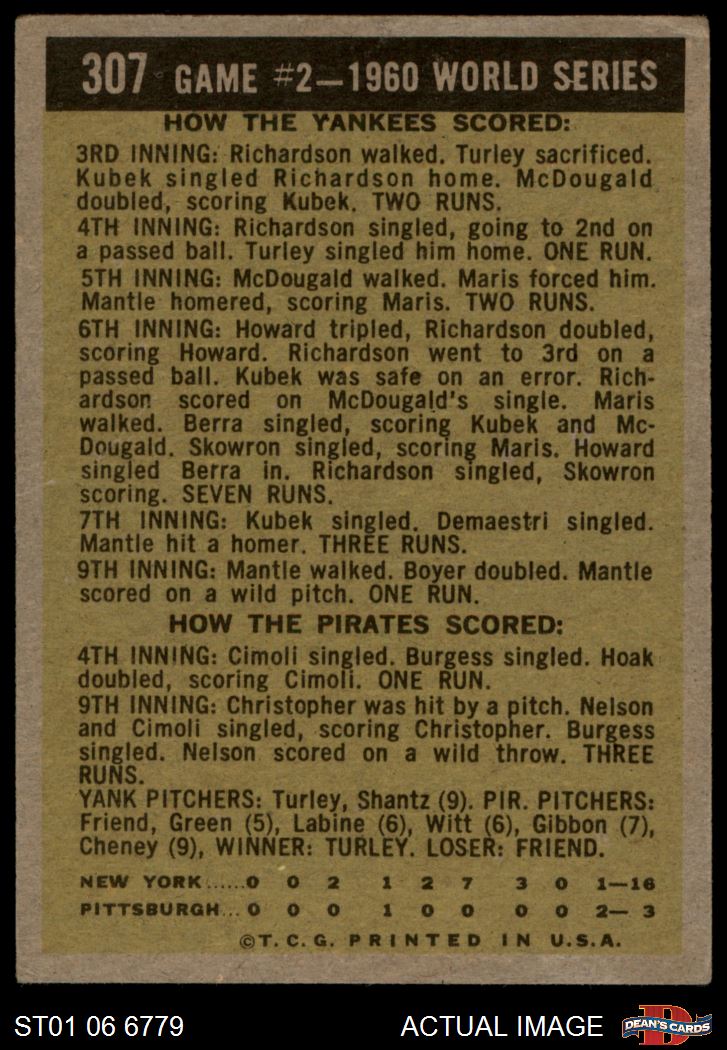 307 GAME #2—1960 WORLD SERIES
HOW THE YANKEES SCORED:
3RD INNING: Richardson walked. Turley sacrificed.
Kubek singled Richardson home. McDougald
doubled, scoring Kubek. TWO RUNS.
4TH INNING: Richardson singled, going to 2nd on
a passed ball. Turley singled him home. ONE RUN.
5TH INNING: McDougald walked. Maris forced him.
Mantle homered, scoring Maris. TWO RUNS.
6TH INNING: Howard tripled, Richardson doubled,
scoring Howard. Richardson went to 3rd on a
passed ball. Kubek was safe on an error. Rich-
ardson scored on McDougald's single. Maris
walked. Berra singled, scoring Kubek and Mc-
Dougald. Skowron singled, scoring Maris. Howard
singled Berra in. Richardson singled, Skowron
scoring. SEVEN RUNS.
7TH INNING: Kubek singled. Demaestri singled.
Mantle hit a homer. THREE RUNS.
9TH INNING: Mantle walked. Boyer doubled. Mantle
scored on a wild pitch. ONE RUN.
HOW THE PIRATES SCORED:
4TH INNING: Cimoli singled. Burgess singled. Hoak
doubled, scoring Cimoli. ONE RUN.
9TH INNING: Christopher was hit by a pitch. Nelson
and Cimoli singled, scoring Christopher. Burgess
singled. Nelson scored on a wild throw. THREE
RUNS.
YANK PITCHERS: Turley, Shantz (9). PIR. PITCHERS:
Friend, Green (5), Labine (6), Witt (6), Gibbon (7),
Cheney (9), WINNER: TURLEY. LOSER: FRIEND.
NEW YORK......0 0 2 1 2 7 3 0 1—16
PITTSBURGH...0 0 0 1 0 0 0 0 2— 3
©T.C.G. PRINTED IN U.S.A.
ST01 06 6779 ACTUAL IMAGE D DEAN'S CARDS